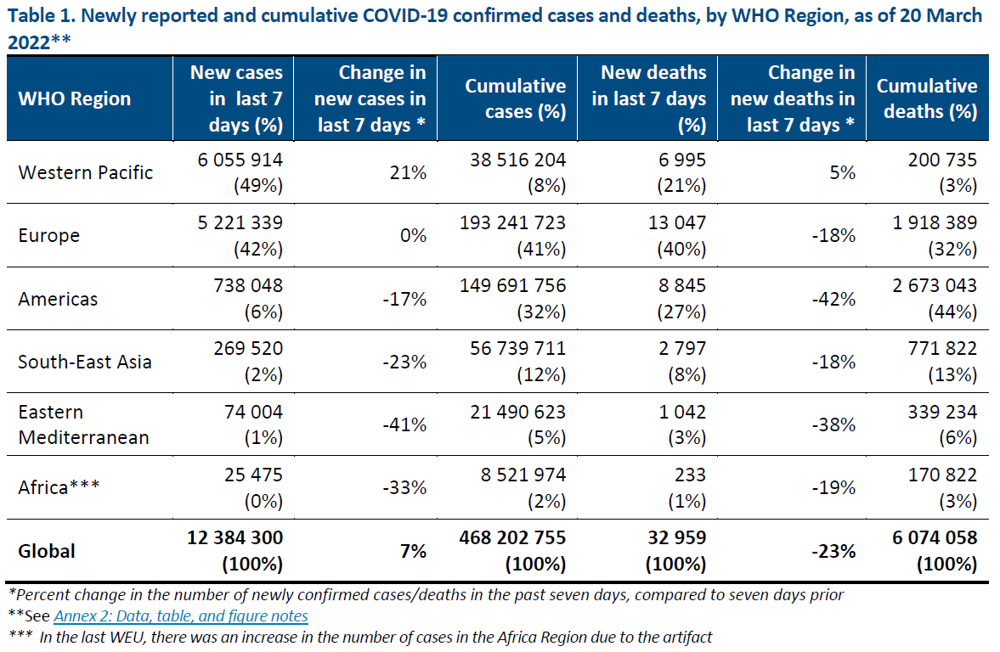 Table 1. Newly reported and cumulative COVID-19 confirmed cases and deaths, by WHO Region, as of 20 March
2022**
WHO Region
New cases
in last 7
days (%)
Change in
new cases in
last 7 days *
Cumulative
cases (%)
New deaths
in last 7 days
(%)
Change in
new deaths in
last 7 days *
Cumulative
deaths (%)
Western Pacific
6 055 914
(49%)
21%
38 516 204
(8%)
6 995
(21%)
5%
200 735
(3%)
Europe
5 221 339
(42%)
0%
193 241 723
(41%)
13 047
(40%)
-18%
1 918 389
(32%)
Americas
738 048
(6%)
-17%
149 691 756
(32%)
8 845
(27%)
-42%
2 673 043
(44%)
South-East Asia
269 520
(2%)
-23%
56 739 711
(12%)
2 797
(8%)
-18%
771 822
(13%)
Eastern
Mediterranean
74 004
(1%)
-41%
21 490 623
(5%)
1 042
(3%)
-38%
339 234
(6%)
Africa***
25 475
(0%)
-33%
8 521 974
(2%)
233
(1%)
-19%
170 822
(3%)
Global
12 384 300
(100%)
7%
468 202 755
(100%)
32 959
(100%)
-23%
6 074 058
(100%)
*Percent change in the number of newly confirmed cases/deaths in the past seven days, compared to seven days prior
**See Annex 2: Data, table, and figure notes
*** In the last WEU, there was an increase in the number of cases in the Africa Region due to the artifact